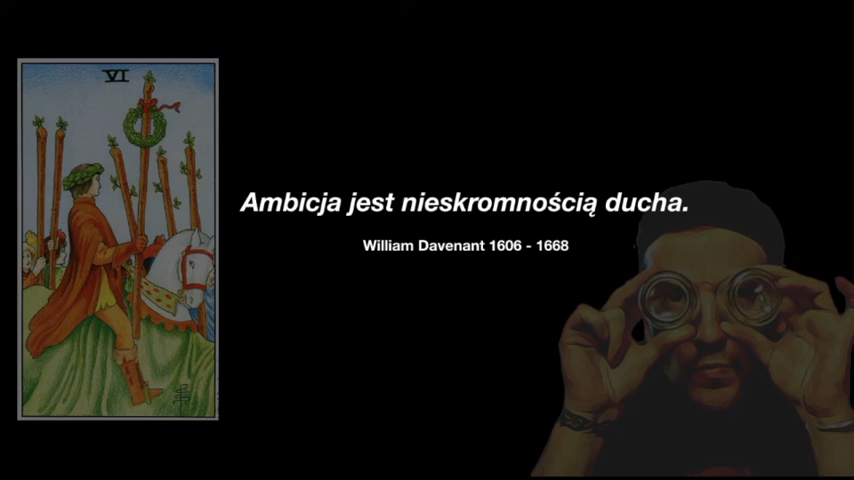 VI
Ambicja jest nieskromnością ducha.
William Davenant 1606 - 1668